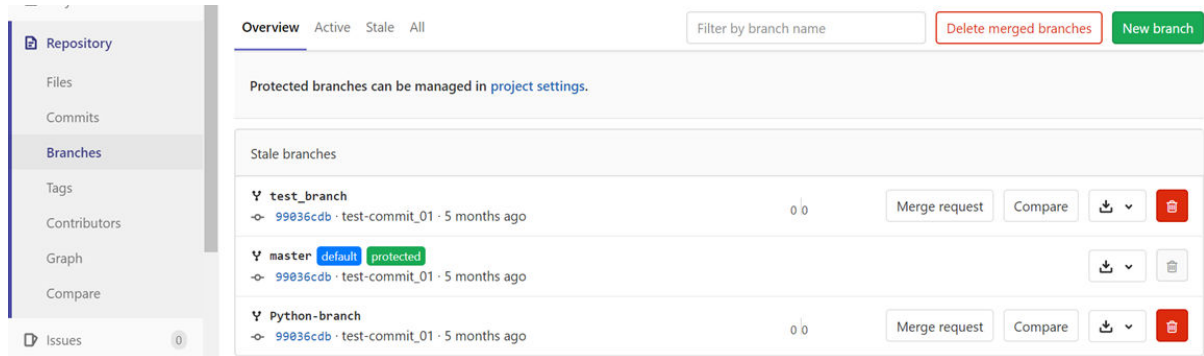 Repository
Files
Commits
Branches
Tags
Contributors
Graph
Compare
Issues 0
Overview Active Stale All Filter by branch name Delete merged branches New branch
Protected branches can be managed in project settings.
Stale branches
test_branch
99036cdb · test-commit_01 · 5 months ago
0 0 Merge request Compare
master default protected
99036cdb · test-commit_01 · 5 months ago
Python-branch
99036cdb · test-commit_01 · 5 months ago
0 0 Merge request Compare